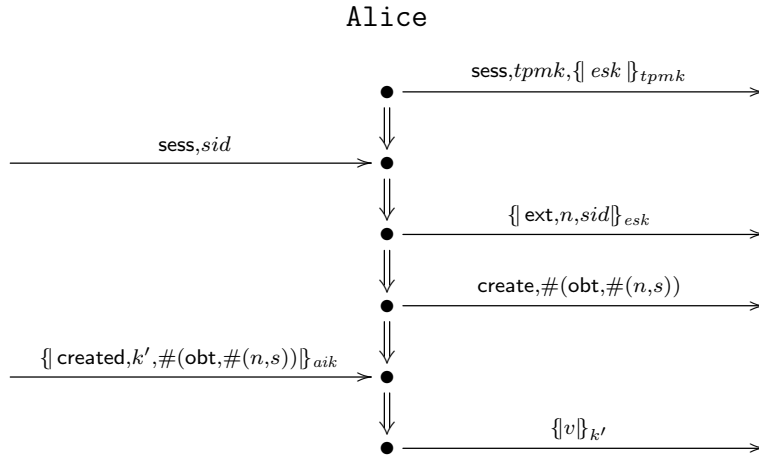 Alice
sess,tpmk,{| esk |}_{tpmk}
sess,sid
{| ext,n,sid|}_{esk}
create,#(obt,#(n,s))
{| created,k′,#(obt,#(n,s))|}_{aik}
{|v|}_{k′}